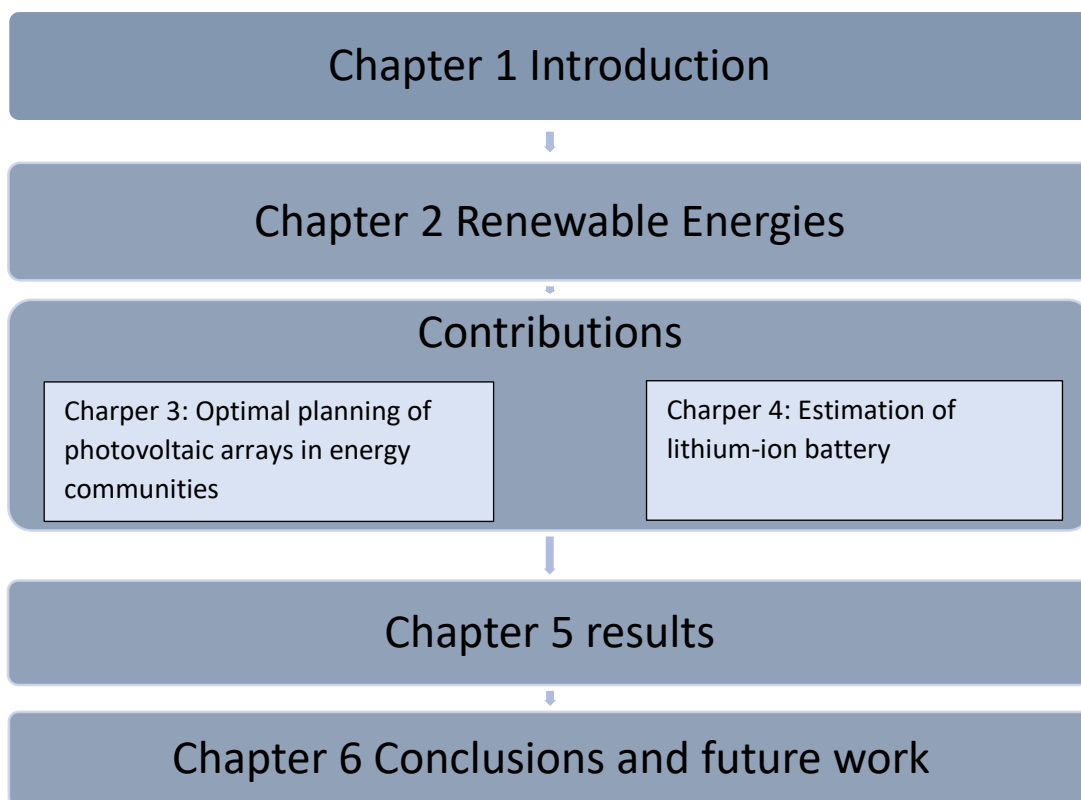 Chapter 1 Introduction
Chapter 2 Renewable Energies
Contributions
Charper 3: Optimal planning of
photovoltaic arrays in energy
communities
Charper 4: Estimation of
lithium-ion battery
Chapter 5 results
Chapter 6 Conclusions and future work